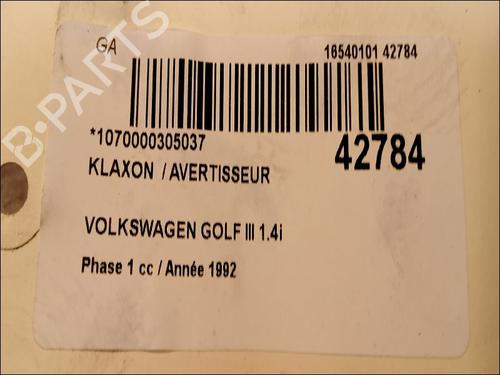 GA
16540101 42784
*1070000305037
42784
KLAXON / AVERTISSEUR
VOLKSWAGEN GOLF III 1.4i
Phase 1 cc / Année 1992
B-PARTS